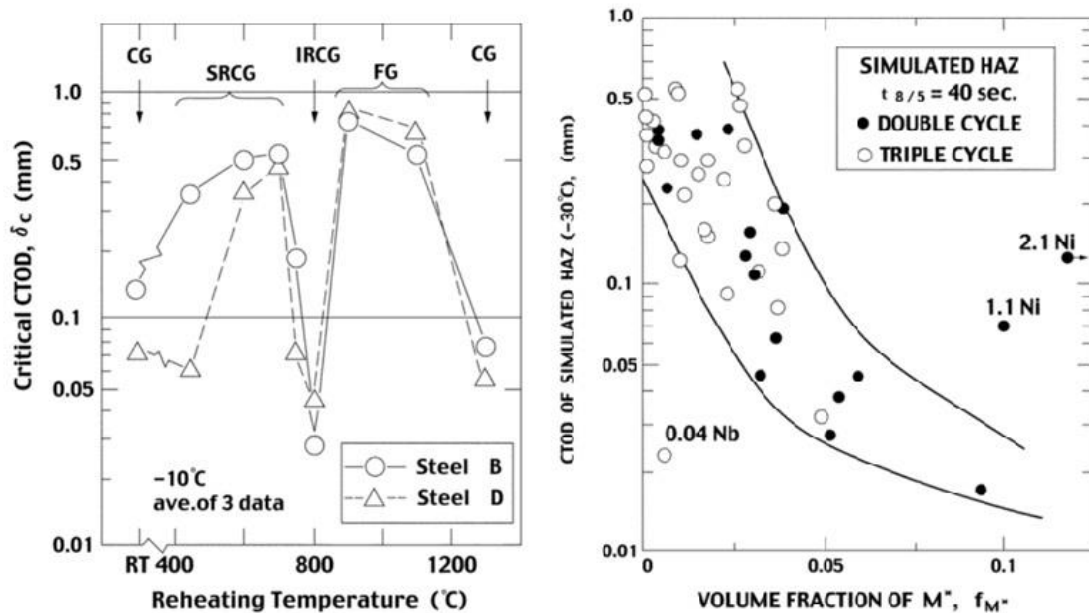 CG
SRCG
IRCG
FG
CG
1.0
0.5
0.1
0.05
0.01
Critical CTOD, δc (mm)
−10℃
ave.of 3 data
Steel B
Steel D
RT 400 800 1200
Reheating Temperature (℃)
1.0
0.5
0.1
0.05
0.01
CTOD OF SIMULATED HAZ (−30℃), (mm)
SIMULATED HAZ
t 8/5 = 40 sec.
DOUBLE CYCLE
TRIPLE CYCLE
2.1 Ni
1.1 Ni
0.04 Nb
0 0.05 0.1
VOLUME FRACTION OF M*, fM*